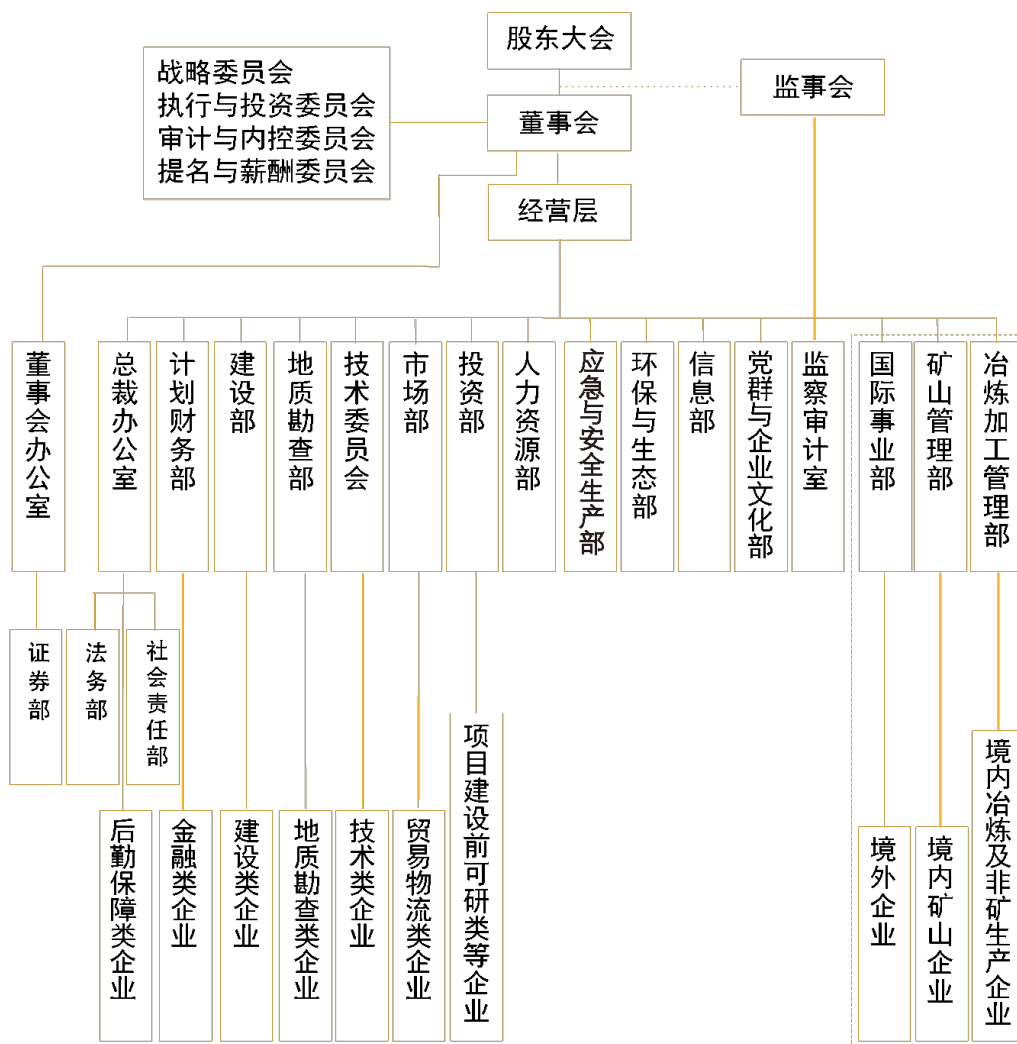 股东大会
战略委员会
执行与投资委员会
审计与内控委员会
提名与薪酬委员会
监事会
董事会
经营层
董事会办公室
总裁办公室
计划财务部
建设部
地质勘查部
技术委员会
市场部
投资部
人力资源部
应急与安全生产部
环保与生态部
信息部
党群与企业文化部
监察审计室
国际事业部
矿山管理部
冶炼加工管理部
证券部
法务部
社会责任部
后勤保障类企业
金融类企业
建设类企业
地质勘查类企业
技术类企业
贸易物流类企业
项目建设前可研类等企业
境外企业
境内矿山企业
境内冶炼及非矿生产企业